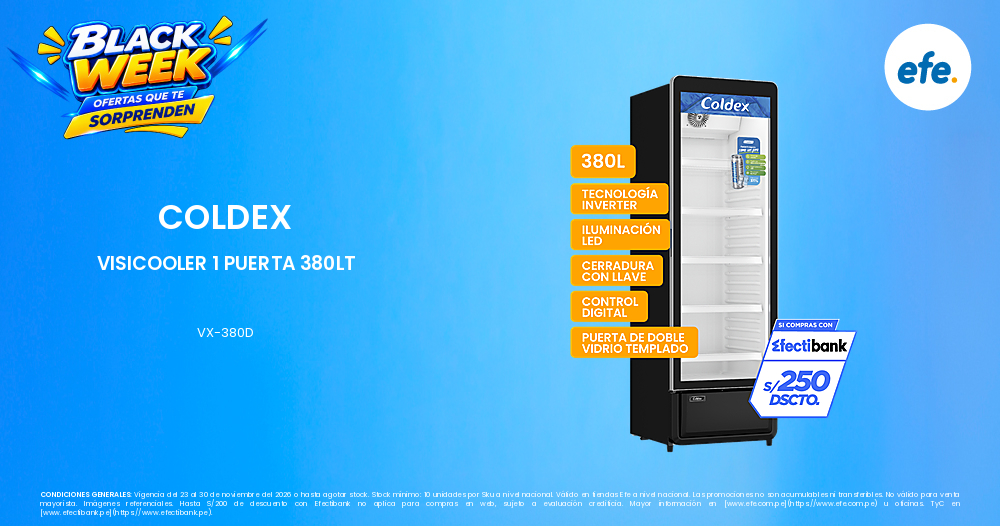 BLACK
WEEK
OFERTAS QUE TE
SORPRENDEN
efe.
COLDEX
VISICOOLER 1 PUERTA 380LT
VX-380D
Coldex
380L
TECNOLOGÍA
INVERTER
ILUMINACIÓN
LED
CERRADURA
CON LLAVE
CONTROL
DIGITAL
PUERTA DE DOBLE
VIDRIO TEMPLADO
SI COMPRAS CON
Efectibank
S/250
DSCTO.
Coldex
CONDICIONES GENERALES: Vigencia del 23 al 30 de noviembre del 2026 o hasta agotar stock. Stock mínimo: 10 unidades por Sku a nivel nacional. Válido en tiendas Efe a nivel nacional. Las promociones no son acumulables ni transferibles. No válido para venta
mayorista. Imágenes referenciales. Hasta S/200 de descuento con Efectibank no aplica para compras en web, sujeto a evaluación crediticia. Mayor información en [www.efe.com.pe](https://www.efe.com.pe) u oficinas. TyC en
[www.efectibank.pe](https://www.efectibank.pe).